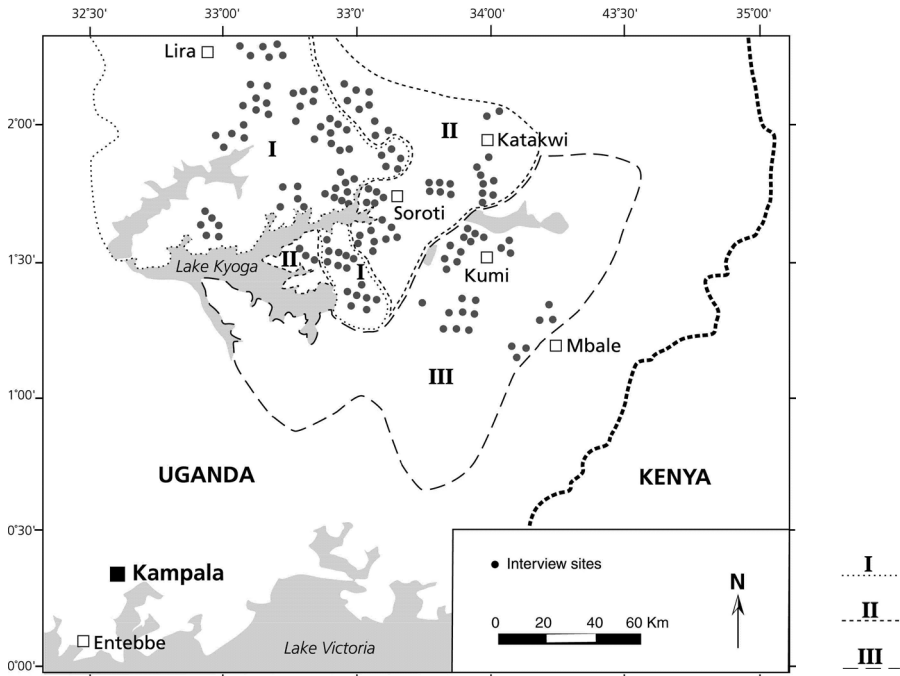 32°30' 33°00' 33°0' 34°00' 43°30' 35°00'
Lira
2°00'
II
Katakwi
I
Soroti
II
Lake Kyoga
I
1°30'
Kumi
Mbale
III
1°00'
UGANDA
KENYA
0°30'
Interview sites
I
Kampala
N
II
0 20 40 60 Km
Entebbe
Lake Victoria
III
0°00'